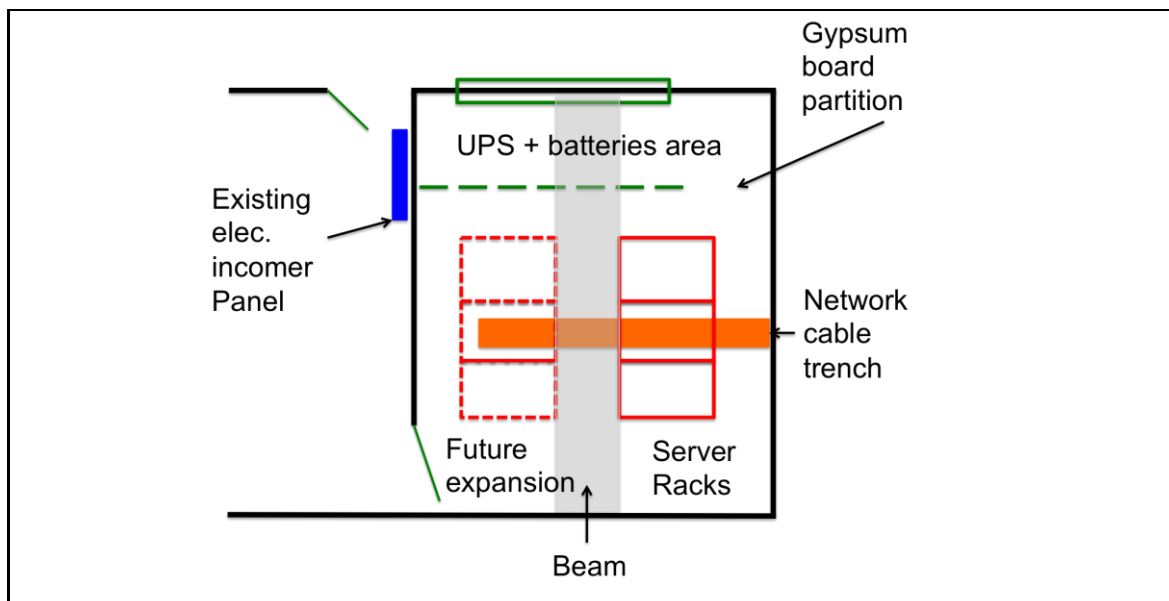 Gypsum
board
partition
UPS + batteries area
Existing
elec.
incomer
Panel
Network
cable
trench
Future
expansion
Server
Racks
Beam